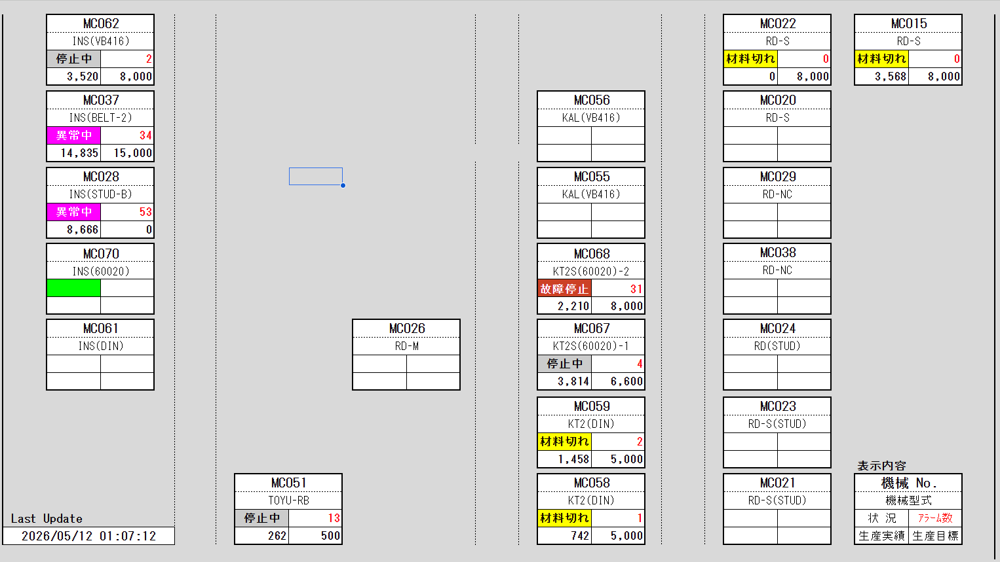 MC062
INS(VB416)
停止中 2
3,520 8,000
MC037
INS(BELT-2)
異常中 34
14,835 15,000
MC028
INS(STUD-B)
異常中 53
8,666 0
MC070
INS(60020)
MC061
INS(DIN)
Last Update
2026/05/12 01:07:12
MC051
TOYU-RB
停止中 13
262 500
MC026
RD-M
MC056
KAL(VB416)
MC055
KAL(VB416)
MC068
KT2S(60020)-2
故障停止 31
2,210 8,000
MC067
KT2S(60020)-1
停止中 4
3,814 6,600
MC059
KT2(DIN)
材料切れ 2
1,458 5,000
MC058
KT2(DIN)
材料切れ 1
742 5,000
MC022
RD-S
材料切れ 0
0 8,000
MC020
RD-S
MC029
RD-NC
MC038
RD-NC
MC024
RD(STUD)
MC023
RD-S(STUD)
MC021
RD-S(STUD)
MC015
RD-S
材料切れ 0
3,568 8,000
表示内容
機械 No.
機械型式
状 況 ｱﾗｰﾑ数
生産実績 生産目標